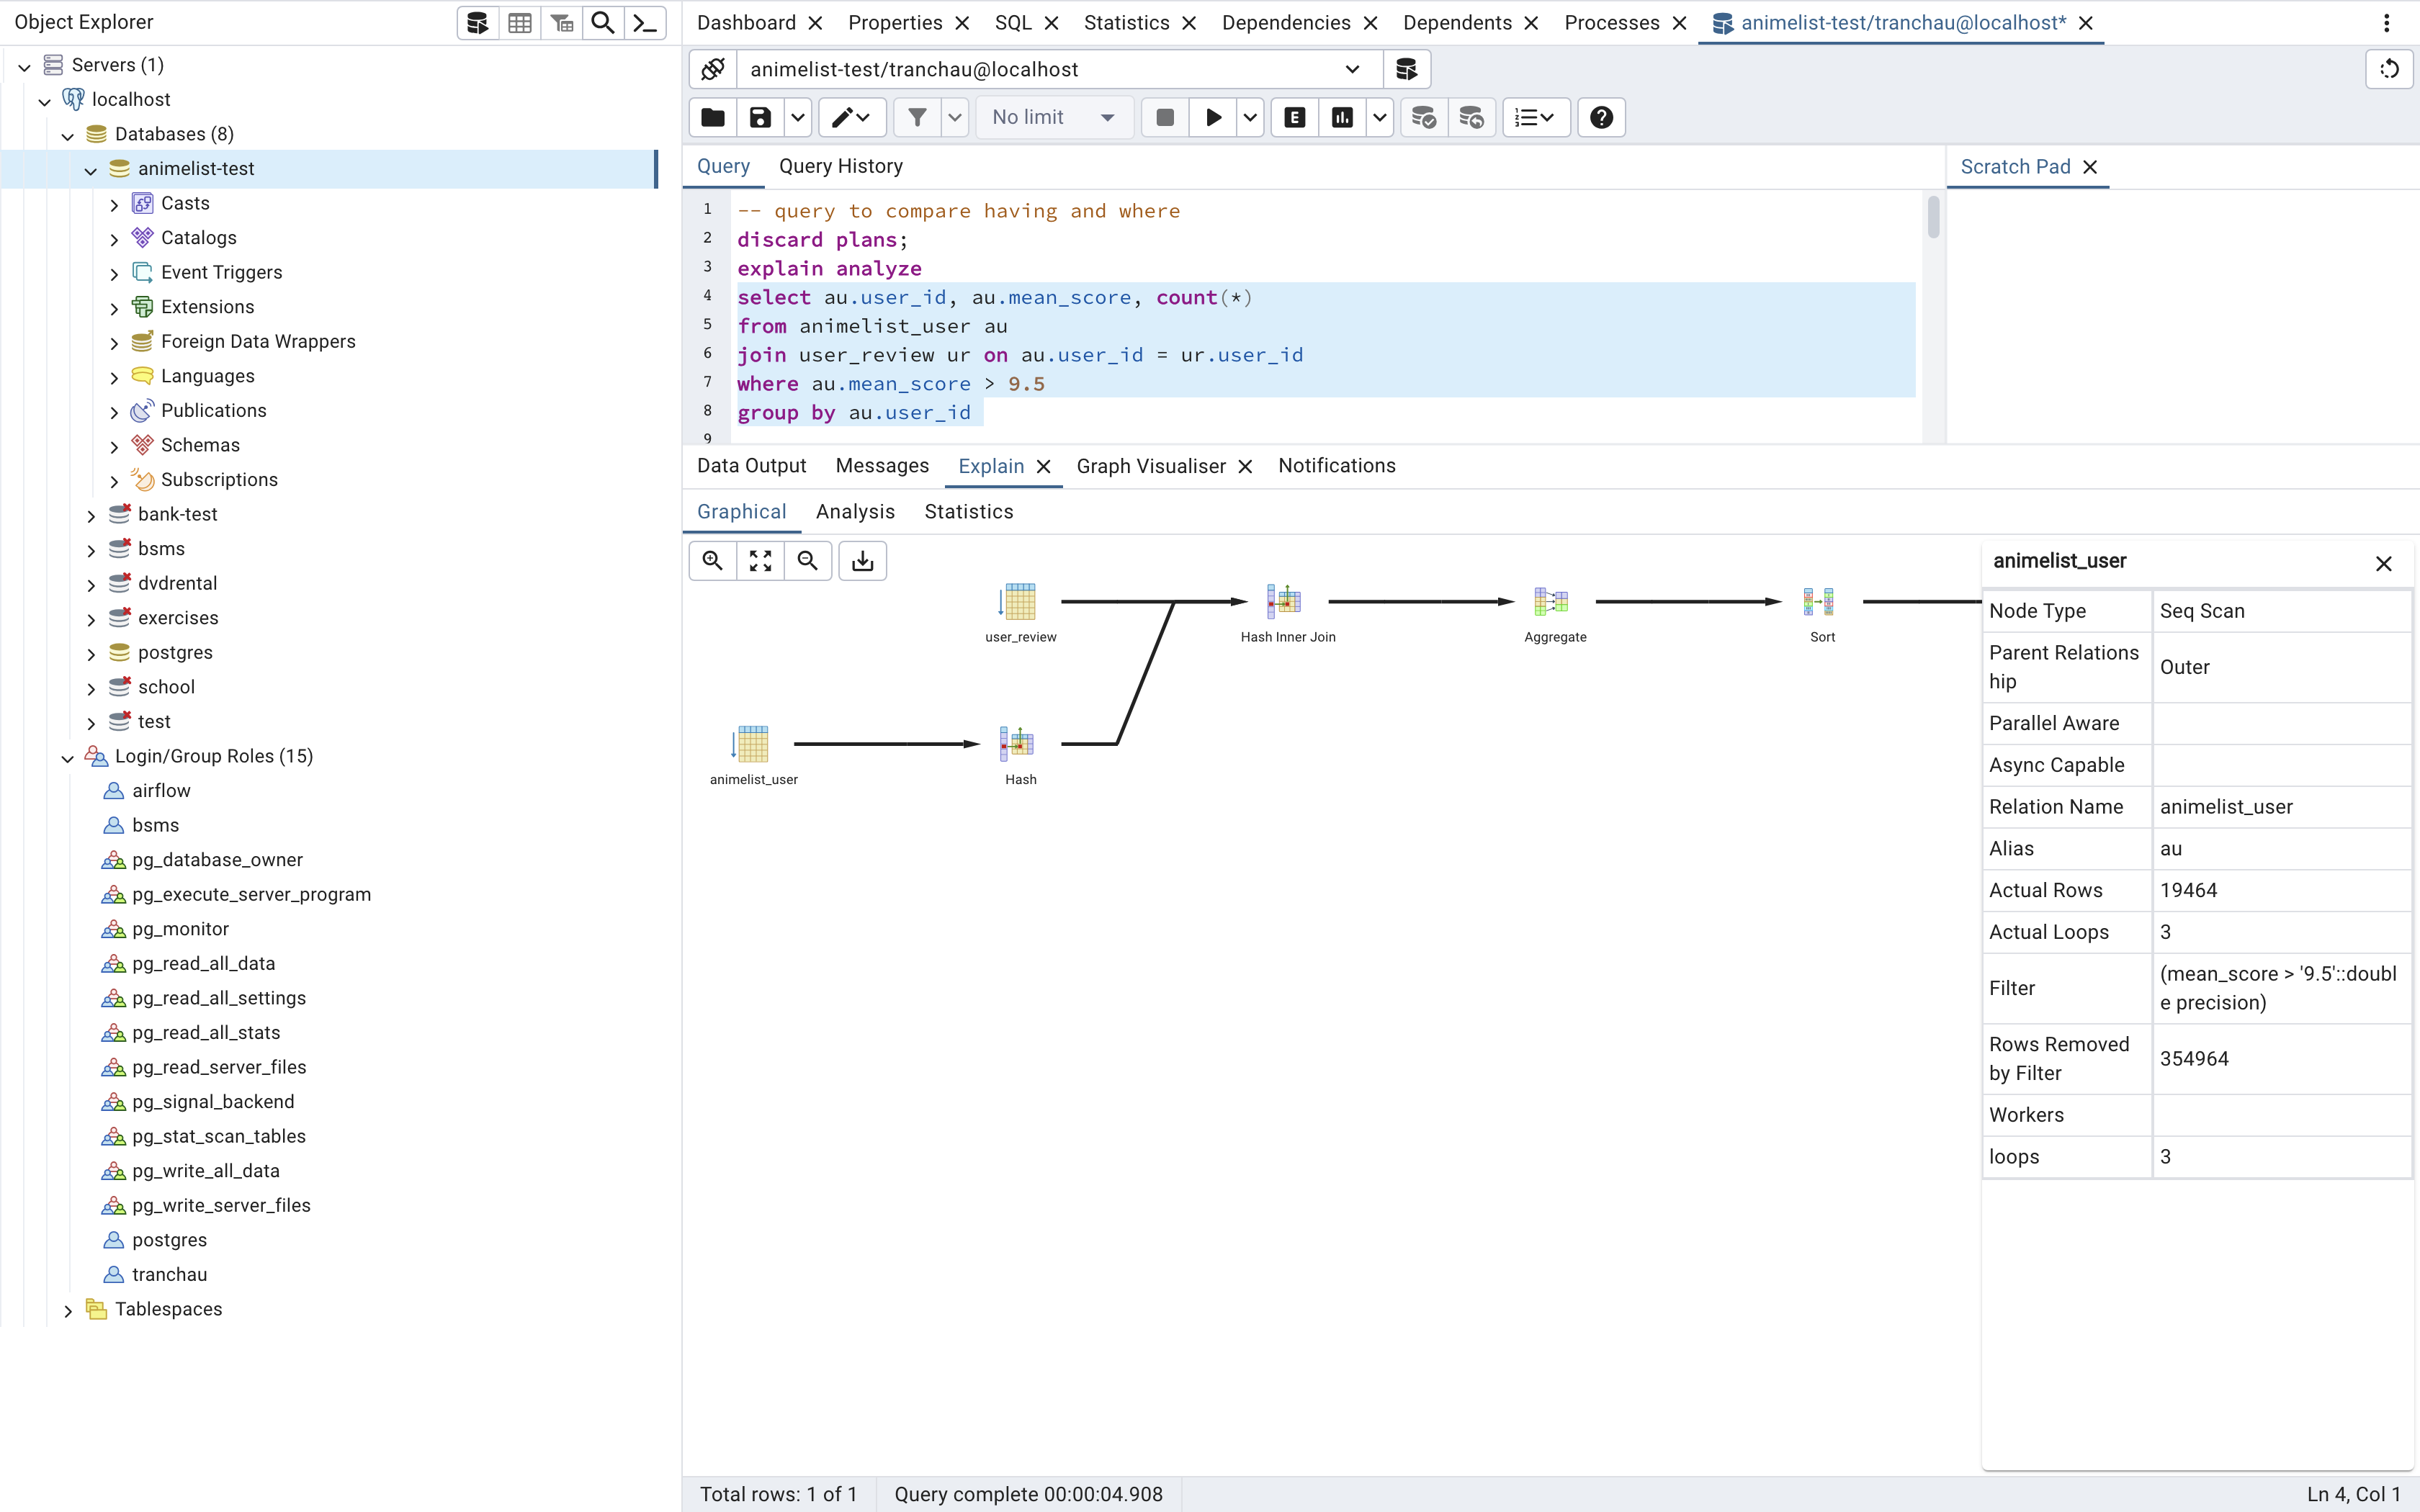 Object Explorer
Servers (1)
localhost
Databases (8)
animelist-test
Casts
Catalogs
Event Triggers
Extensions
Foreign Data Wrappers
Languages
Publications
Schemas
Subscriptions
bank-test
bsms
dvdrental
exercises
postgres
school
test
Login/Group Roles (15)
airflow
bsms
pg_database_owner
pg_execute_server_program
pg_monitor
pg_read_all_data
pg_read_all_settings
pg_read_all_stats
pg_read_server_files
pg_signal_backend
pg_stat_scan_tables
pg_write_all_data
pg_write_server_files
postgres
tranchau
Tablespaces
Dashboard Properties SQL Statistics Dependencies Dependents Processes animelist-test/tranchau@localhost*
animelist-test/tranchau@localhost
No limit E
Query Query History
Scratch Pad
1 -- query to compare having and where
2 discard plans;
3 explain analyze
4 select au.user_id, au.mean_score, count(*)
5 from animelist_user au
6 join user_review ur on au.user_id = ur.user_id
7 where au.mean_score > 9.5
8 group by au.user_id
9
Data Output Messages Explain Graph Visualiser Notifications
Graphical Analysis Statistics
user_review Hash Inner Join Aggregate Sort
animelist_user Hash
animelist_user
Node Type Seq Scan
Parent Relations
hip
Outer
Parallel Aware
Async Capable
Relation Name animelist_user
Alias au
Actual Rows 19464
Actual Loops 3
Filter
(mean_score > '9.5'::doubl
e precision)
Rows Removed
by Filter
354964
Workers
loops 3
Total rows: 1 of 1 Query complete 00:00:04.908 Ln 4, Col 1